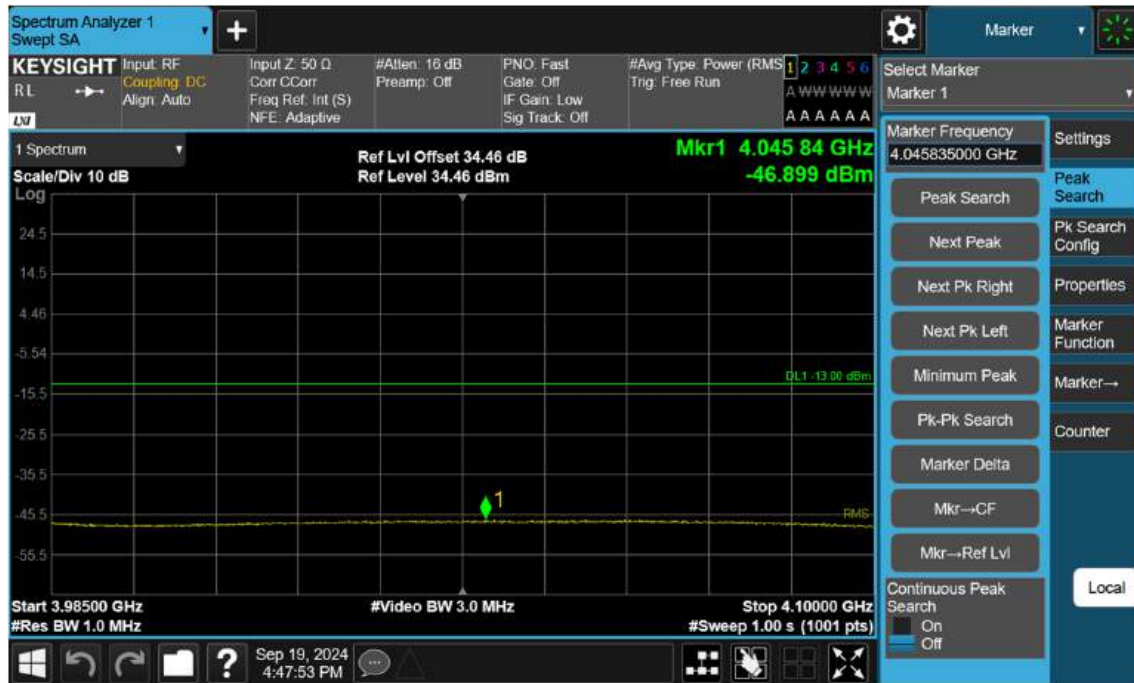 Spectrum Analyzer 1
Swept SA
Marker
KEYSIGHT
RL
LXI
Input: RF
Coupling: DC
Align: Auto
Input Z: 50 Ω
Corr CCorr
Freq Ref: Int (S)
NFE: Adaptive
#Atten: 16 dB
Preamp: Off
PNO: Fast
Gate: Off
IF Gain: Low
Sig Track: Off
#Avg Type: Power (RMS
Trig: Free Run
1 2 3 4 5 6
A W W W W W
A A A A A A
Select Marker
Marker 1
1 Spectrum
Scale/Div 10 dB
Log
Ref Lvl Offset 34.46 dB
Ref Level 34.46 dBm
Mkr1 4.045 84 GHz
-46.899 dBm
24.5
14.5
4.46
-5.54
-15.5
-25.5
-35.5
-45.5
-55.5
DL1 -13.00 dBm
1
RMS
Start 3.98500 GHz
#Res BW 1.0 MHz
#Video BW 3.0 MHz
Stop 4.10000 GHz
#Sweep 1.00 s (1001 pts)
Marker Frequency
4.045835000 GHz
Peak Search
Next Peak
Next Pk Right
Next Pk Left
Minimum Peak
Pk-Pk Search
Marker Delta
Mkr→CF
Mkr→Ref Lvl
Continuous Peak
Search
On
Off
Settings
Peak
Search
Pk Search
Config
Properties
Marker
Function
Marker→
Counter
Local
?
Sep 19, 2024
4:47:53 PM